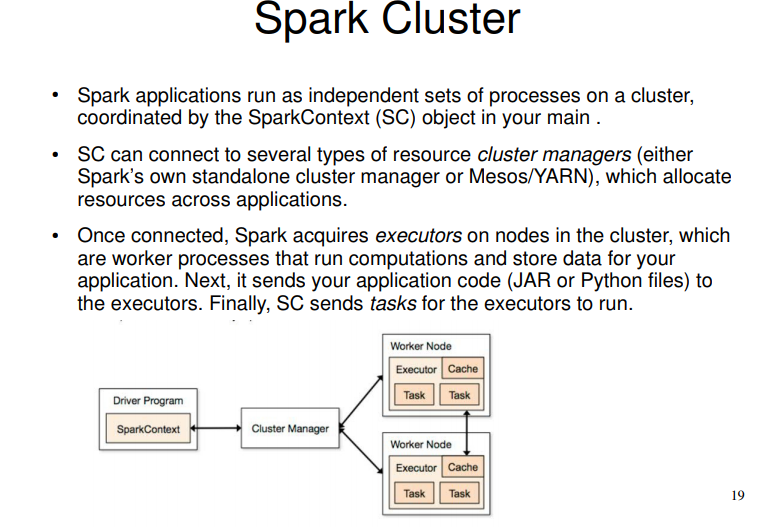 Spark Cluster
• Spark applications run as independent sets of processes on a cluster,
coordinated by the SparkContext (SC) object in your main .
• SC can connect to several types of resource cluster managers (either
Spark's own standalone cluster manager or Mesos/YARN), which allocate
resources across applications.
• Once connected, Spark acquires executors on nodes in the cluster, which
are worker processes that run computations and store data for your
application. Next, it sends your application code (JAR or Python files) to
the executors. Finally, SC sends tasks for the executors to run.
Driver Program
SparkContext
Cluster Manager
Worker Node
Executor
Cache
Task
Task
Worker Node
Executor
Cache
Task
Task
19